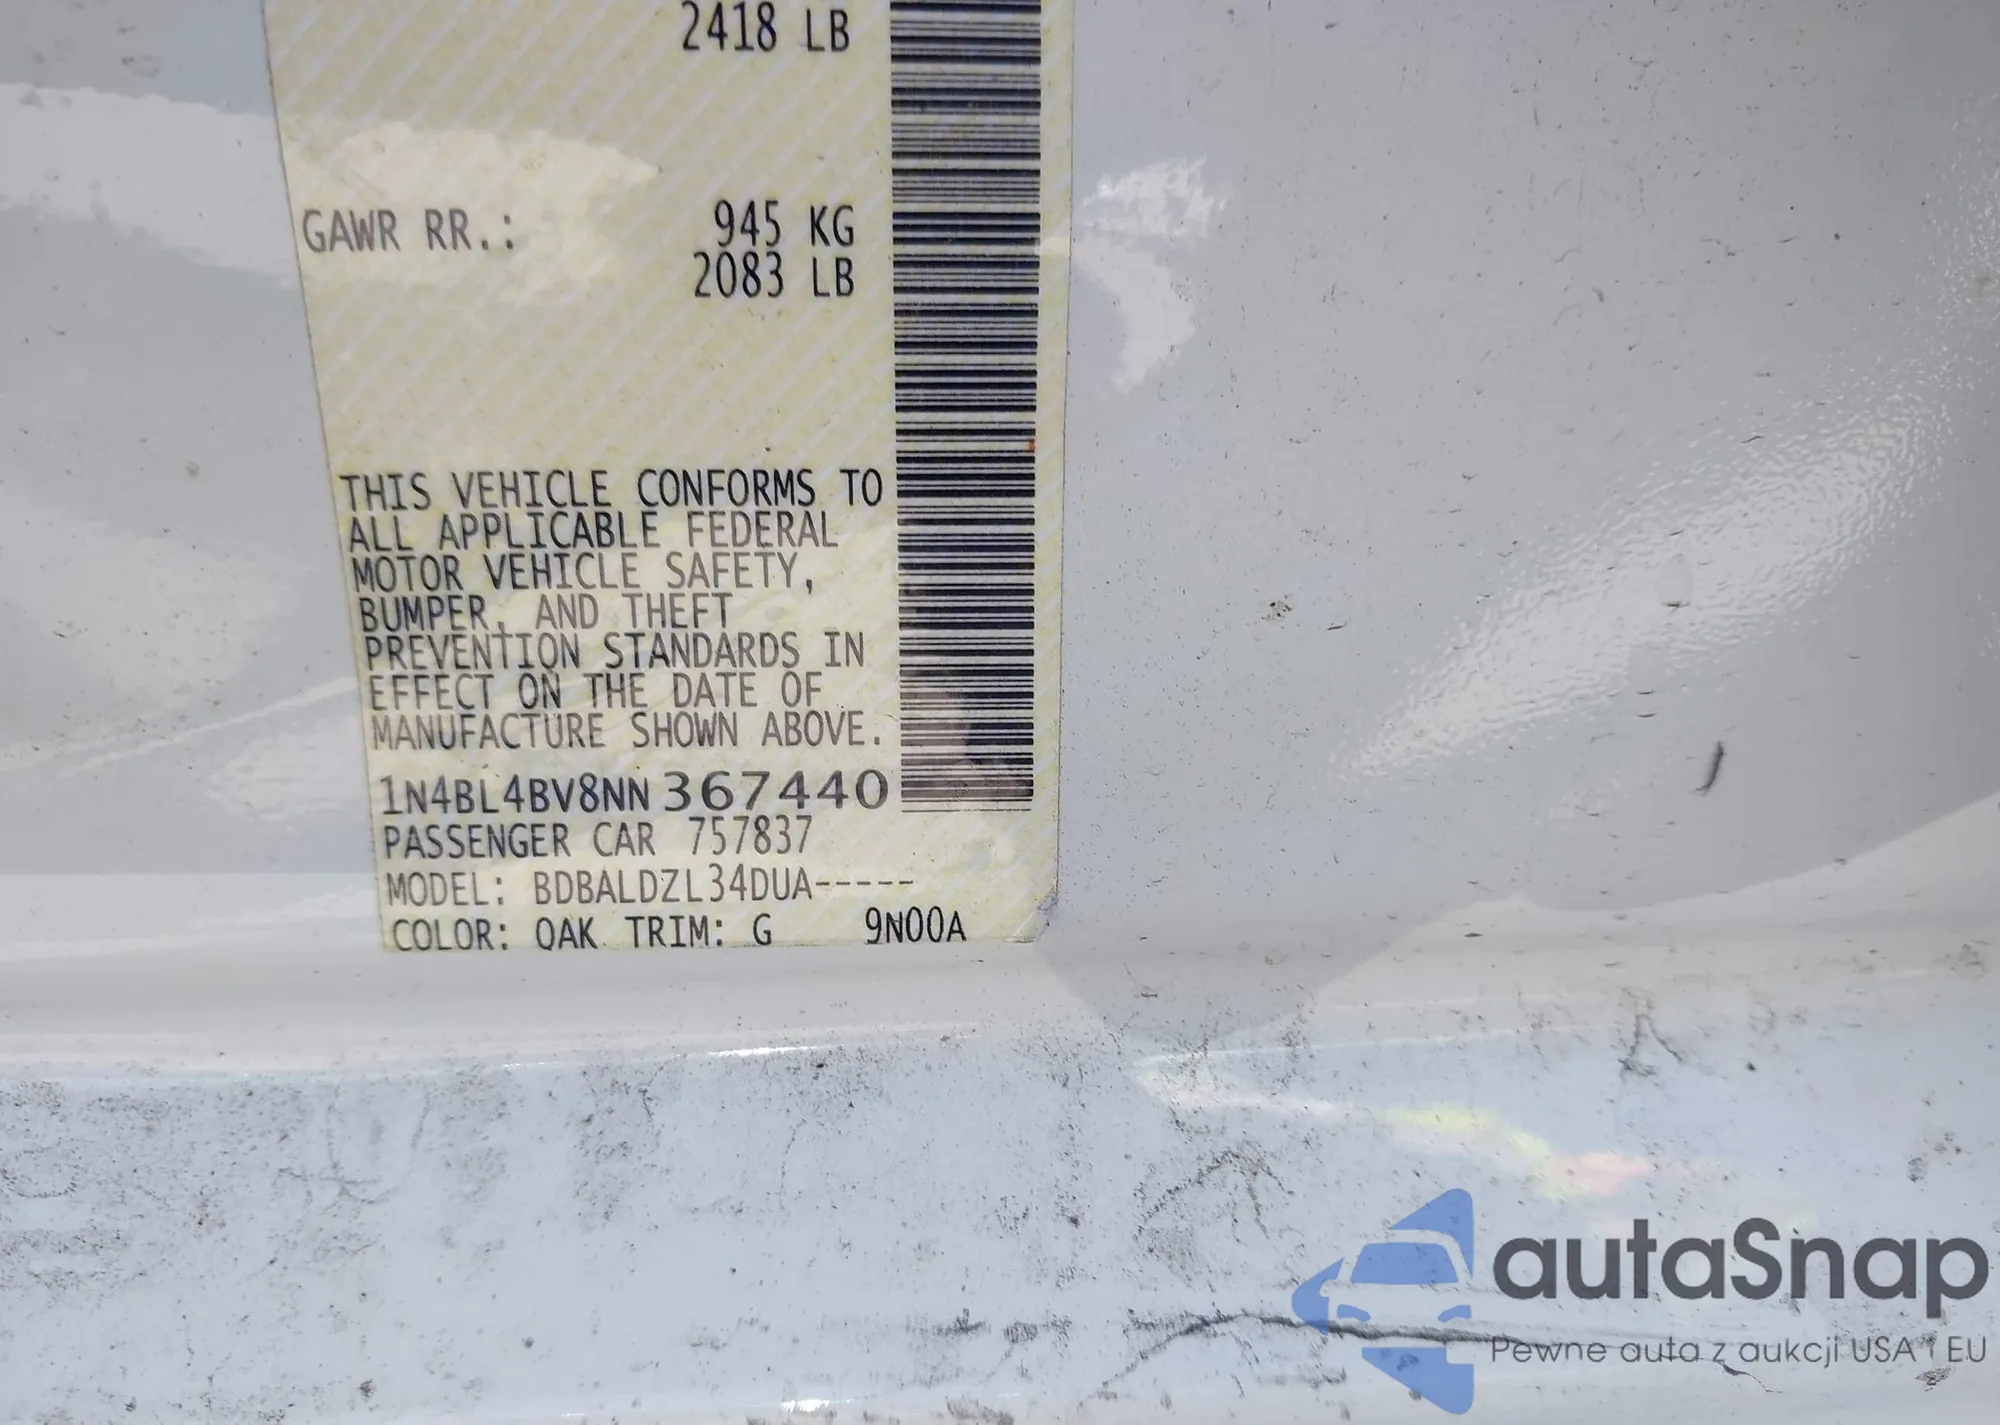 2418 LB
GAWR RR.: 945 KG
2083 LB
THIS VEHICLE CONFORMS TO
ALL APPLICABLE FEDERAL
MOTOR VEHICLE SAFETY,
BUMPER, AND THEFT
PREVENTION STANDARDS IN
EFFECT ON THE DATE OF
MANUFACTURE SHOWN ABOVE.
1N4BL4BV8NN367440
PASSENGER CAR 757837
MODEL: BDBALDZL34DUA-----
COLOR: QAK TRIM: G 9N00A
autaSnap
Pewne auta z aukcji USA i EU